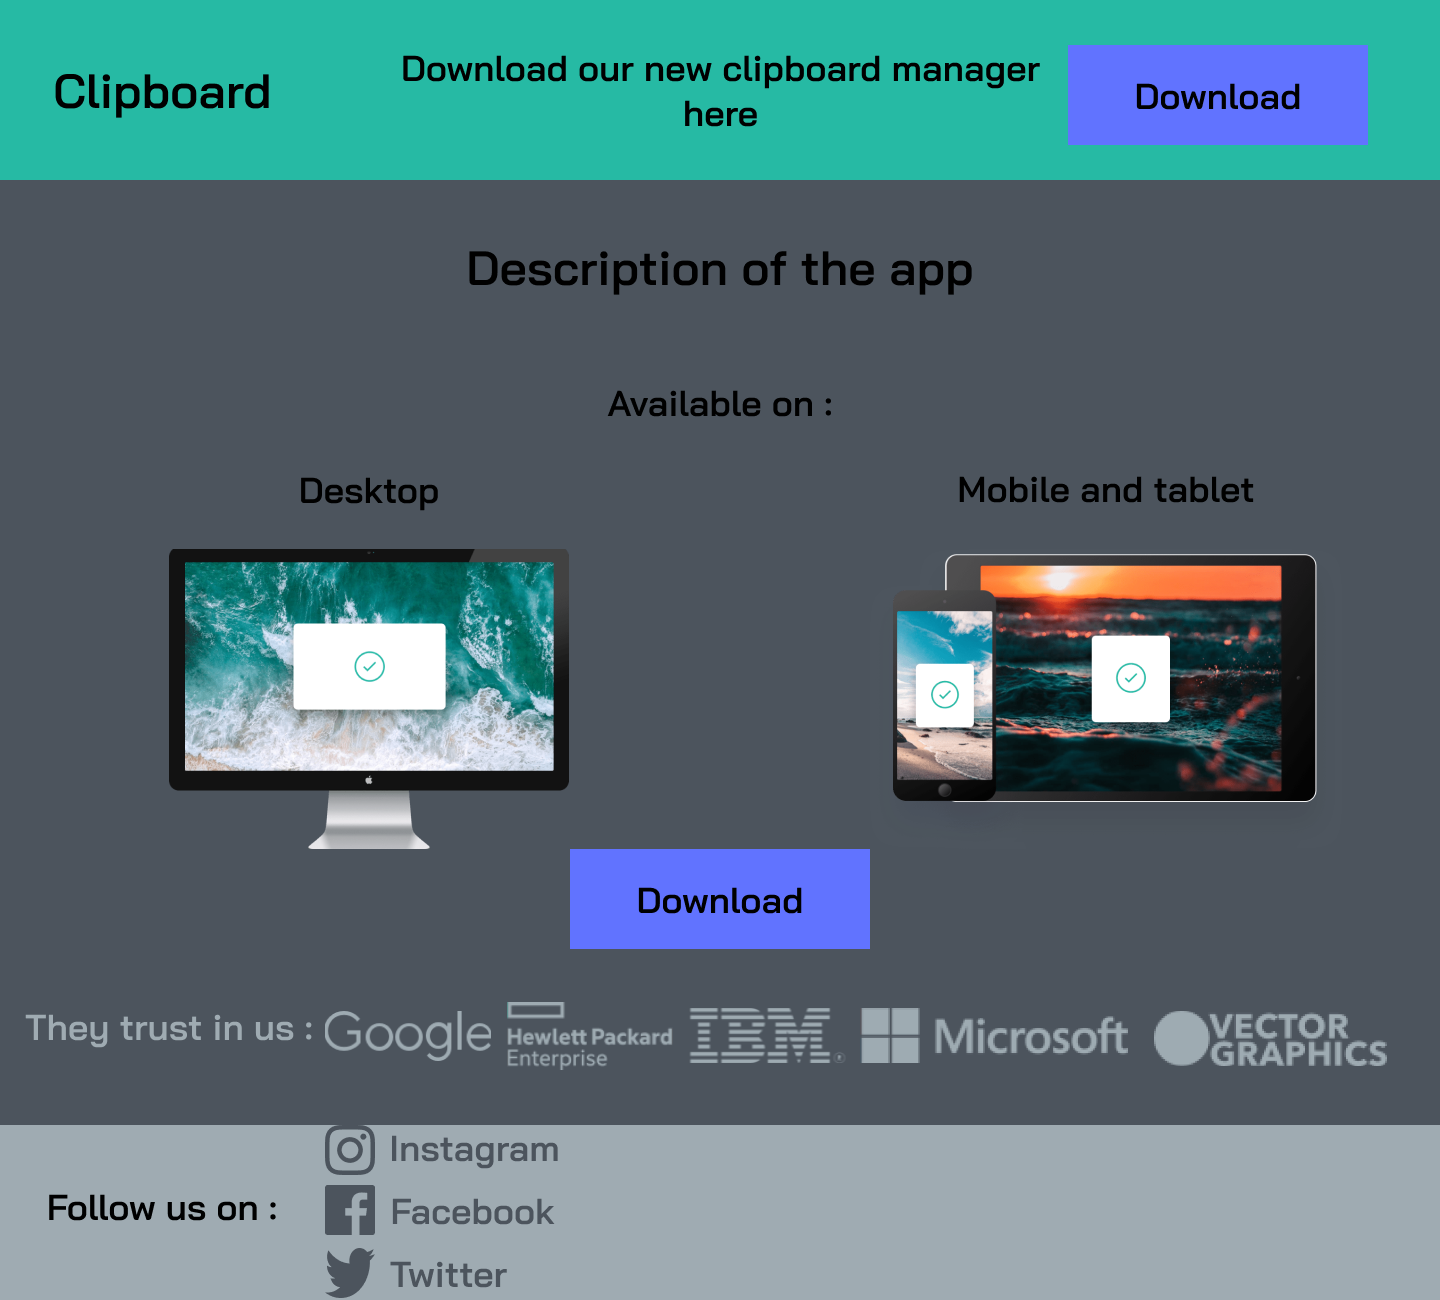 Clipboard
Download our new clipboard manager
here
Download
Description of the app
Available on :
Desktop
Mobile and tablet
Download
They trust in us :
Google
Hewlett Packard
Enterprise
IBM®
Microsoft
VECTOR
GRAPHICS
Follow us on :
Instagram
Facebook
Twitter